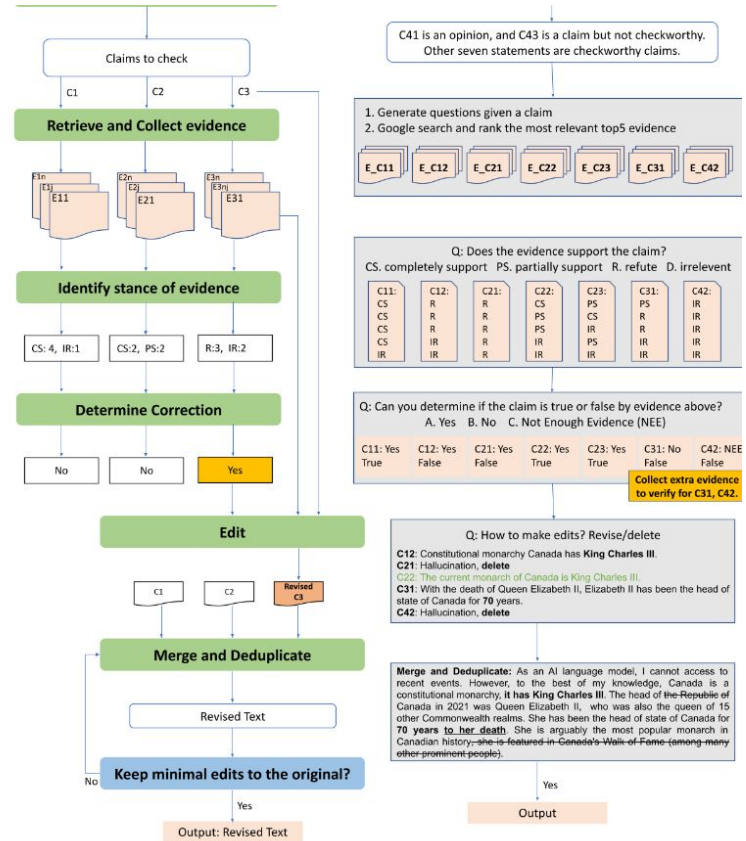 Claims to check
C1
C2
C3
Retrieve and Collect evidence
E1n
E1j
E11
E2n
E2j
E21
E3n
E3nj
E31
Identify stance of evidence
CS: 4, IR:1
CS:2, PS:2
R:3, IR:2
Determine Correction
No
No
Yes
Edit
C1
C2
Revised
C3
Merge and Deduplicate
Revised Text
Keep minimal edits to the original?
No
Yes
Output: Revised Text
C41 is an opinion, and C43 is a claim but not checkworthy.
Other seven statements are checkworthy claims.
1. Generate questions given a claim
2. Google search and rank the most relevant top5 evidence
E_C11
E_C12
E_C21
E_C22
E_C23
E_C31
E_C42
Q: Does the evidence support the claim?
CS. completely support PS. partially support R. refute D. irrelevent
C11:
CS
CS
CS
CS
IR
C12:
R
R
R
IR
IR
C21:
R
R
R
R
R
C22:
CS
PS
PS
IR
IR
C23:
PS
CS
IR
PS
IR
C31:
PS
R
IR
IR
IR
C42:
IR
IR
IR
IR
IR
Q: Can you determine if the claim is true or false by evidence above?
A. Yes B. No C. Not Enough Evidence (NEE)
C11: Yes
True
C12: Yes
False
C21: Yes
False
C22: Yes
True
C23: Yes
True
C31: No
False
C42: NEE
False
Collect extra evidence
to verify for C31, C42.
Q: How to make edits? Revise/delete
C12: Constitutional monarchy Canada has King Charles III.
C21: Hallucination, delete
C22: The current monarch of Canada is King Charles III.
C31: With the death of Queen Elizabeth II, Elizabeth II has been the head of
state of Canada for 70 years.
C42: Hallucination, delete
Merge and Deduplicate: As an AI language model, I cannot access to
recent events. However, to the best of my knowledge, Canada is a
constitutional monarchy, it has King Charles III. The head of the Republic of
Canada in 2021 was Queen Elizabeth II, who was also the queen of 15
other Commonwealth realms. She has been the head of state of Canada for
70 years to her death. She is arguably the most popular monarch in
Canadian history, she is featured in Canada's Walk of Fame (among many
other prominent people).
Yes
Output